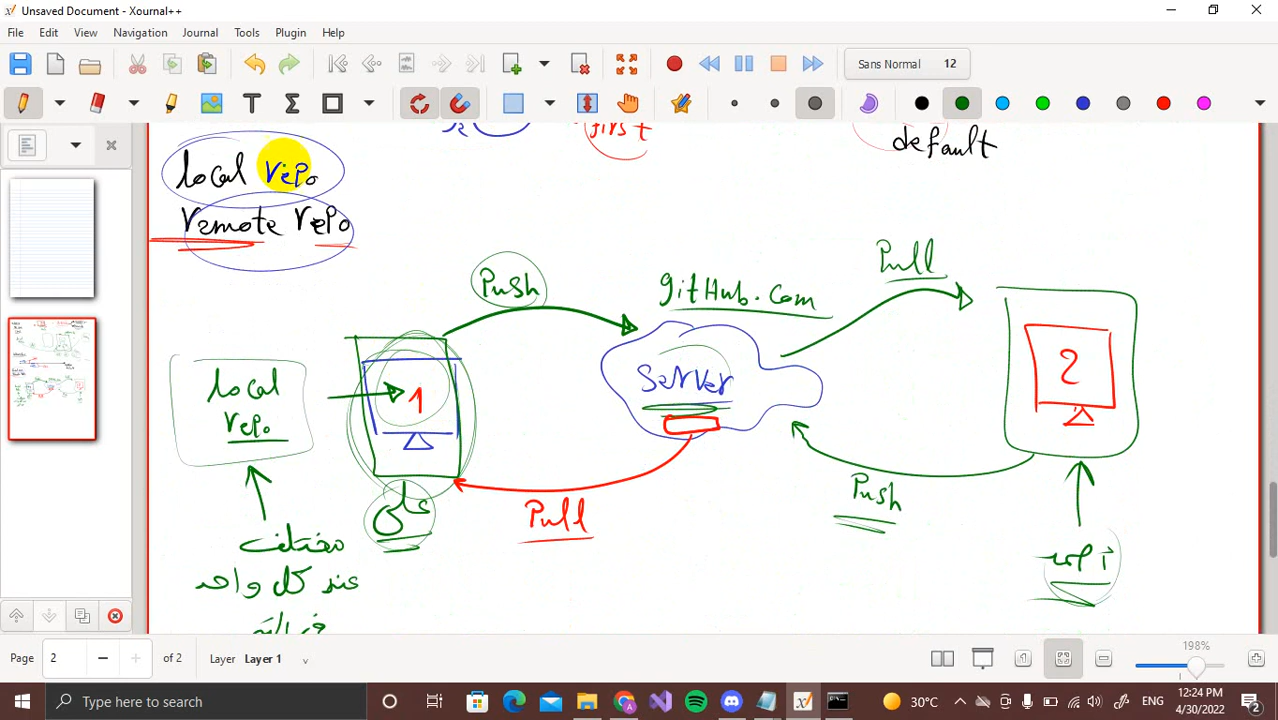 Unsaved Document - Xournal++
File Edit View Navigation Journal Tools Plugin Help
Sans Normal 12
first
default
local repo
remote repo
Push
gitHub.com
Pull
local
repo
1
Server
2
علي
Pull
Push
مختلف
عند كل واحد
Page 2 of 2 Layer Layer 1
198%
Type here to search
30°C
ENG
12:24 PM
4/30/2022
2